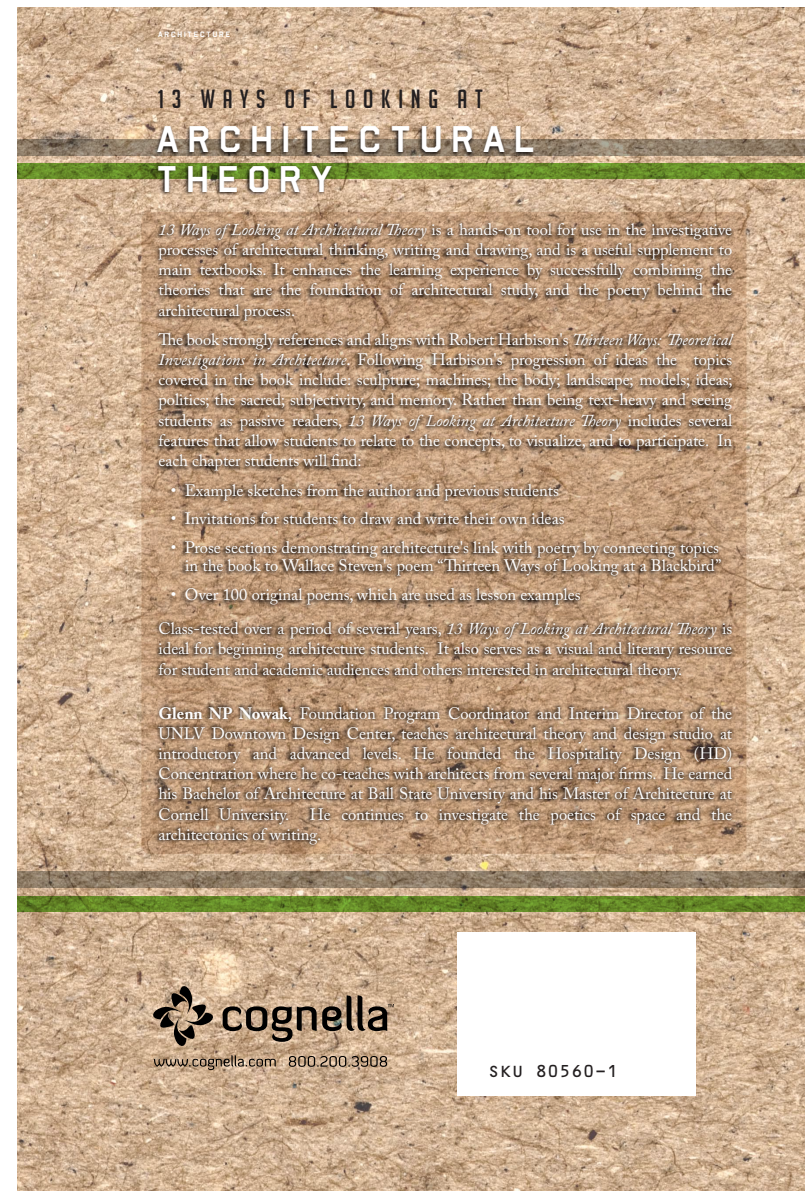 ARCHITECTURE
13 WAYS OF LOOKING AT
ARCHITECTURAL
THEORY
13 Ways of Looking at Architectural Theory is a hands-on tool for use in the investigative
processes of architectural thinking, writing and drawing, and is a useful supplement to
main textbooks. It enhances the learning experience by successfully combining the
theories that are the foundation of architectural study, and the poetry behind the
architectural process.
The book strongly references and aligns with Robert Harbison's Thirteen Ways: Theoretical
Investigations in Architecture. Following Harbison's progression of ideas the topics
covered in the book include: sculpture; machines; the body; landscape; models; ideas;
politics; the sacred; subjectivity, and memory. Rather than being text-heavy and seeing
students as passive readers, 13 Ways of Looking at Architecture Theory includes several
features that allow students to relate to the concepts, to visualize, and to participate. In
each chapter students will find:
• Example sketches from the author and previous students
• Invitations for students to draw and write their own ideas
• Prose sections demonstrating architecture's link with poetry by connecting topics
in the book to Wallace Steven's poem “Thirteen Ways of Looking at a Blackbird”
• Over 100 original poems, which are used as lesson examples
Class-tested over a period of several years, 13 Ways of Looking at Architectural Theory is
ideal for beginning architecture students. It also serves as a visual and literary resource
for student and academic audiences and others interested in architectural theory.
Glenn NP Nowak, Foundation Program Coordinator and Interim Director of the
UNLV Downtown Design Center, teaches architectural theory and design studio at
introductory and advanced levels. He founded the Hospitality Design (HD)
Concentration where he co-teaches with architects from several major firms. He earned
his Bachelor of Architecture at Ball State University and his Master of Architecture at
Cornell University. He continues to investigate the poetics of space and the
architectonics of writing.
cognella™
www.cognella.com 800.200.3908
SKU 80560-1